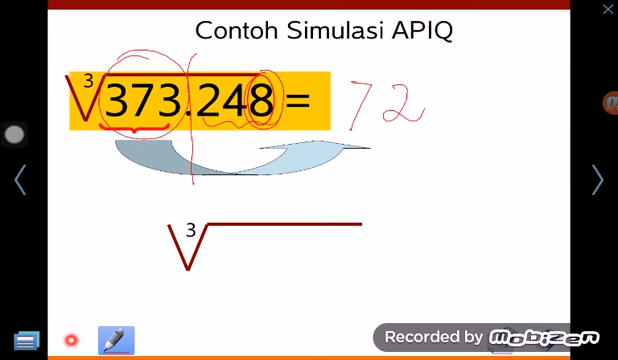 Contoh Simulasi APIQ
3√373.248 = 72
3√
Recorded by
mobizen